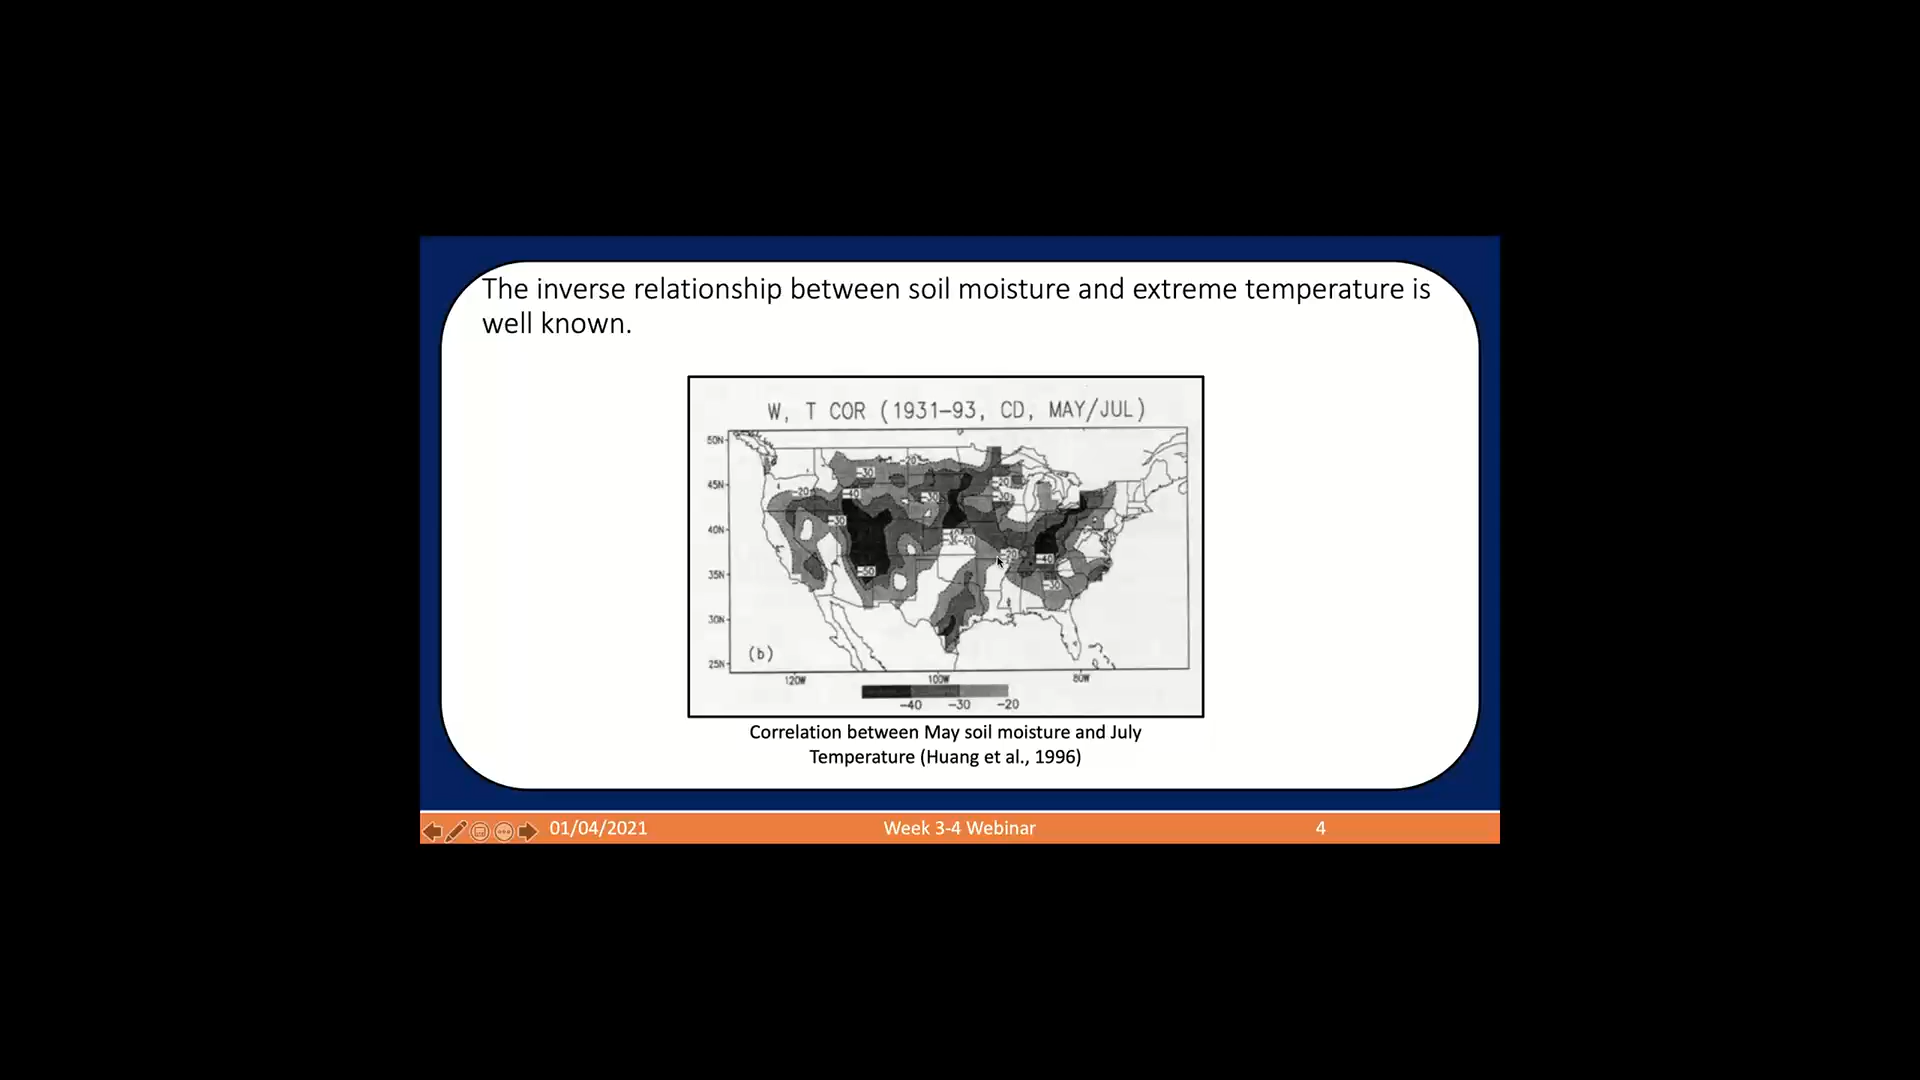 The inverse relationship between soil moisture and extreme temperature is
well known.
W, T COR (1931-93, CD, MAY/JUL)
50N
45N
40N
35N
30N
25N
-20
-30
-20
-40
-30
-20
-30
-30
-20
-20
-50
-40
-30
(b)
120W 100W 80W
-40 -30 -20
Correlation between May soil moisture and July
Temperature (Huang et al., 1996)
01/04/2021 Week 3-4 Webinar 4